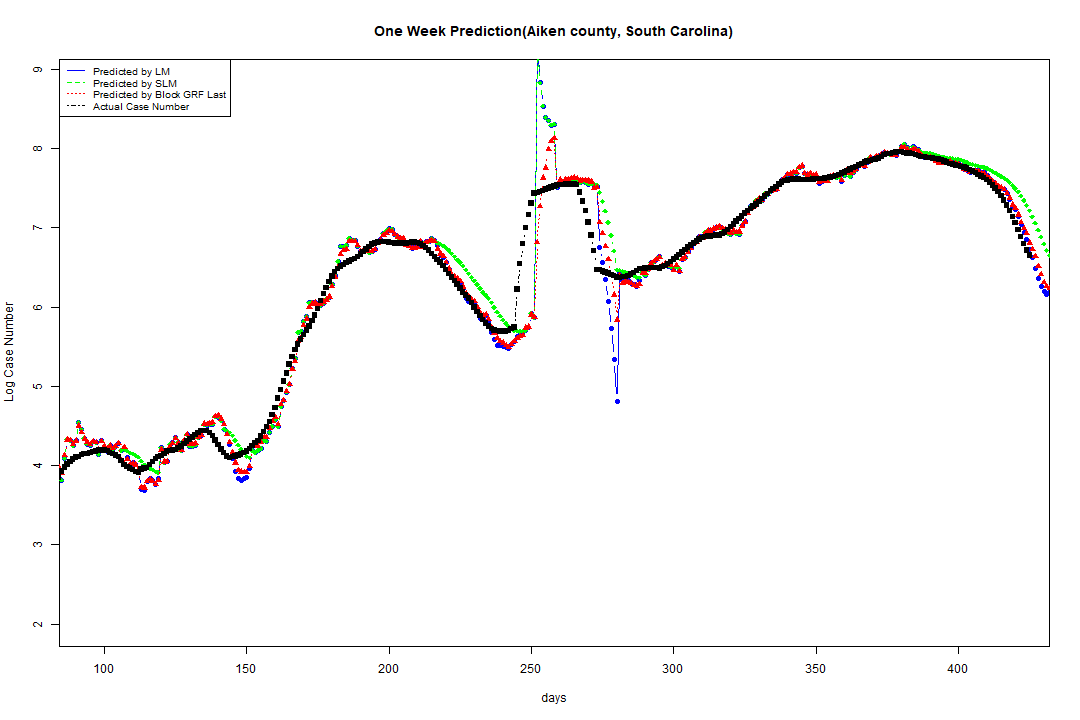 One Week Prediction(Aiken county, South Carolina)
Predicted by LM
Predicted by SLM
Predicted by Block GRF Last
Actual Case Number
Log Case Number
9
8
7
6
5
4
3
2
100 150 200 250 300 350 400
days